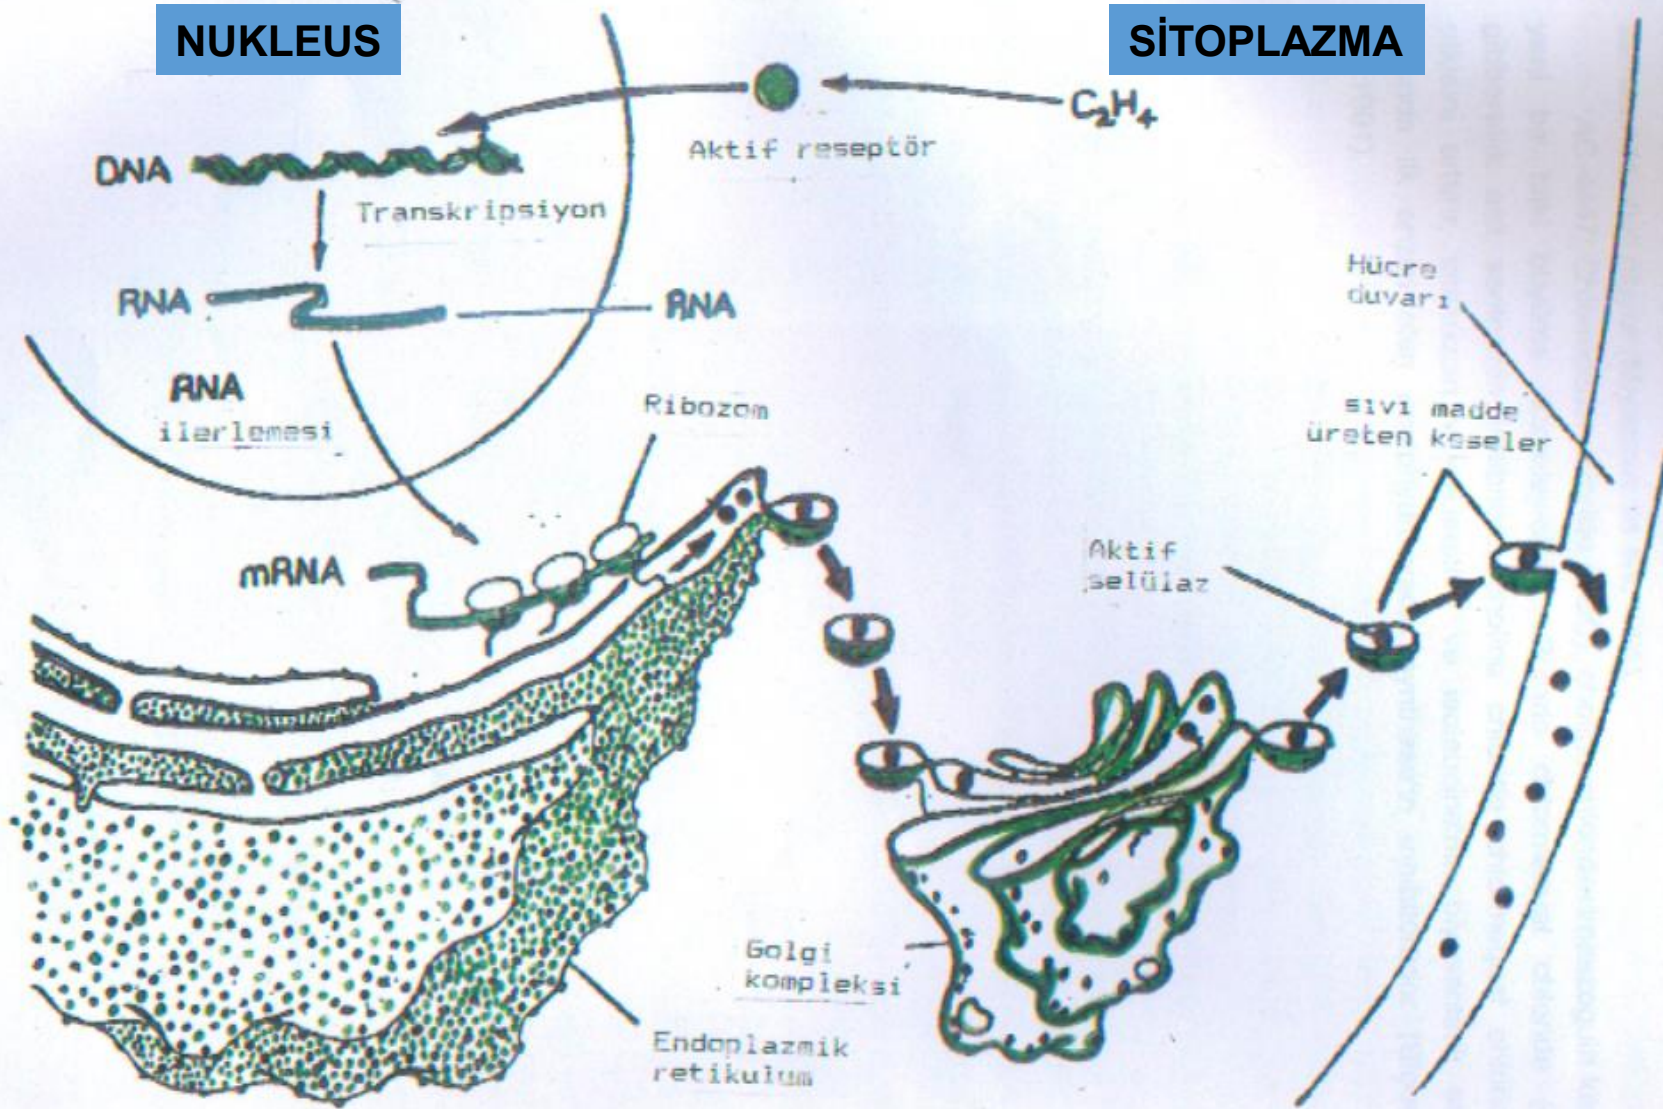 NUKLEUS
SİTOPLAZMA
C₂H₄
Aktif reseptör
DNA
Transkripsiyon
RNA
RNA
RNA
ilerlemesi
Hücre
duvarı
Ribozom
sıvı madde
üreten keseler
mRNA
Aktif
selülaz
Golgi
kompleksi
Endoplazmik
retikulum